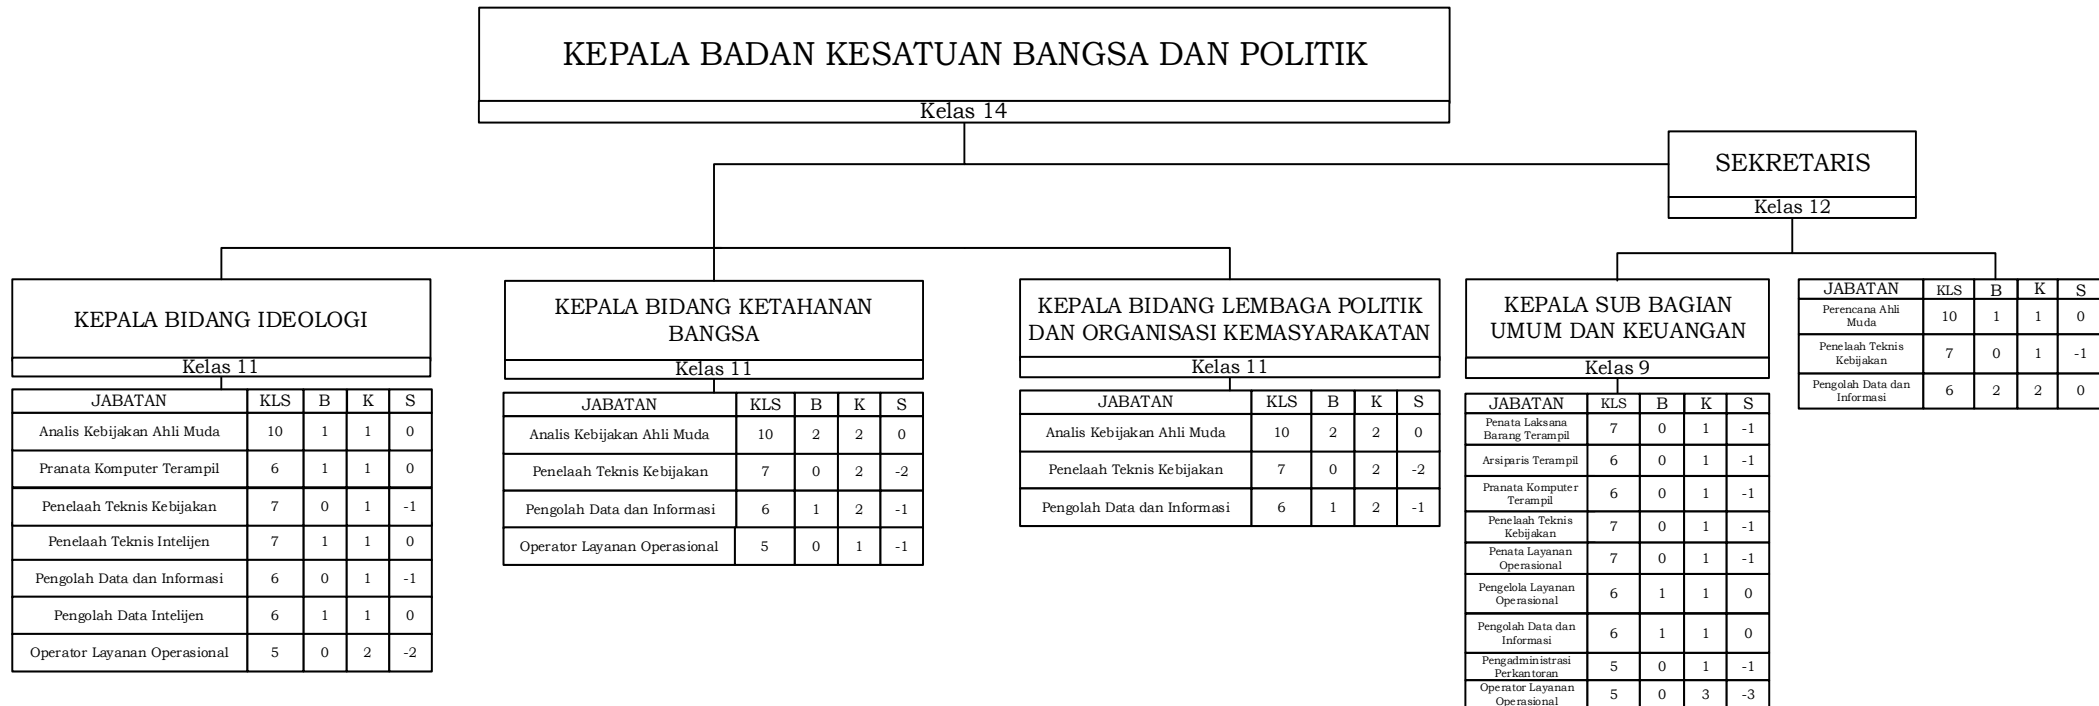 KEPALA BADAN KESATUAN BANGSA DAN POLITIK
Kelas 14
SEKRETARIS
Kelas 12
KEPALA BIDANG IDEOLOGI
Kelas 11
JABATAN KLS B K S
Analis Kebijakan Ahli Muda 10 1 1 0
Pranata Komputer Terampil 6 1 1 0
Penelaah Teknis Kebijakan 7 0 1 -1
Penelaah Teknis Intelijen 7 1 1 0
Pengolah Data dan Informasi 6 0 1 -1
Pengolah Data Intelijen 6 1 1 0
Operator Layanan Operasional 5 0 2 -2
KEPALA BIDANG KETAHANAN
BANGSA
Kelas 11
JABATAN KLS B K S
Analis Kebijakan Ahli Muda 10 2 2 0
Penelaah Teknis Kebijakan 7 0 2 -2
Pengolah Data dan Informasi 6 1 2 -1
Operator Layanan Operasional 5 0 1 -1
KEPALA BIDANG LEMBAGA POLITIK
DAN ORGANISASI KEMASYARAKATAN
Kelas 11
JABATAN KLS B K S
Analis Kebijakan Ahli Muda 10 2 2 0
Penelaah Teknis Kebijakan 7 0 2 -2
Pengolah Data dan Informasi 6 1 2 -1
KEPALA SUB BAGIAN
UMUM DAN KEUANGAN
Kelas 9
JABATAN KLS B K S
Penata Laksana
Barang Terampil 7 0 1 -1
Arsiparis Terampil 6 0 1 -1
Pranata Komputer
Terampil 6 0 1 -1
Penelaah Teknis
Kebijakan 7 0 1 -1
Penata Layanan
Operasional 7 0 1 -1
Pengelola Layanan
Operasional 6 1 1 0
Pengolah Data dan
Informasi 6 1 1 0
Pengadministrasi
Perkantoran 5 0 1 -1
Operator Layanan
Operasional 5 0 3 -3
JABATAN KLS B K S
Perencana Ahli
Muda 10 1 1 0
Penelaah Teknis
Kebijakan 7 0 1 -1
Pengolah Data dan
Informasi 6 2 2 0